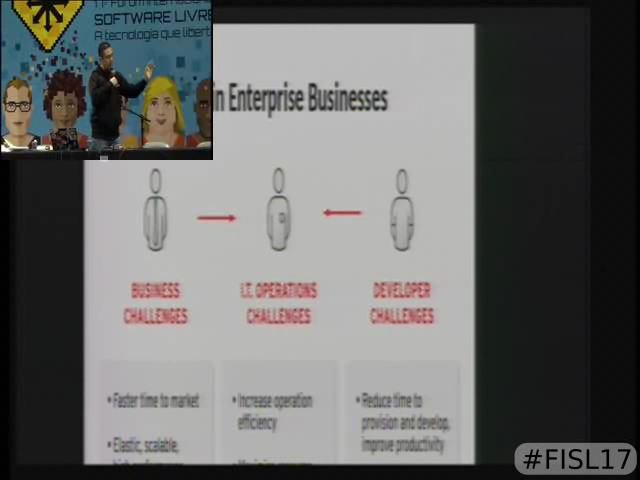 SOFTWARE LIVRE
A tecnologia que libert
in Enterprise Businesses
BUSINESS
CHALLENGES
I.T. OPERATIONS
CHALLENGES
DEVELOPER
CHALLENGES
• Faster time to market
• Elastic, scalable,
• Increase operation
efficiency
• Reduce time to
provision and develop,
improve productivity
#FISL17